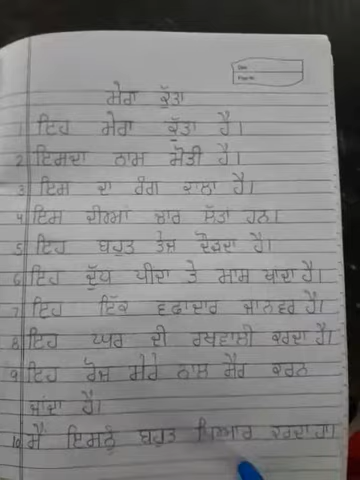 ਮੇਰਾ ਕੁੱਤਾ
1 ਇਹ ਮੇਰਾ ਕੁੱਤਾ ਹੈ।
2 ਇਸਦਾ ਨਾਮ ਮੋਤੀ ਹੈ।
3 ਇਸ ਦਾ ਰੰਗ ਕਾਲਾ ਹੈ।
4 ਇਸ ਦੀਆਂ ਚਾਰ ਲੱਤਾਂ ਹਨ।
5 ਇਹ ਬਹੁਤ ਤੇਜ ਦੌੜਦਾ ਹੈ।
6 ਇਹ ਦੁੱਧ ਪੀਂਦਾ ਤੇ ਮਾਸ ਖਾਂਦਾ ਹੈ।
7 ਇਹ ਇੱਕ ਵਫਾਦਾਰ ਜਾਨਵਰ ਹੈ।
8 ਇਹ ਘਰ ਦੀ ਰਖਵਾਲੀ ਕਰਦਾ ਹੈ।
9 ਇਹ ਰੋਜ ਮੇਰੇ ਨਾਲ ਸੈਰ ਕਰਨ
ਜਾਂਦਾ ਹੈ।
10 ਮੈਂ ਇਸਨੂੰ ਬਹੁਤ ਪਿਆਰ ਕਰਦਾ ਹਾਂ।